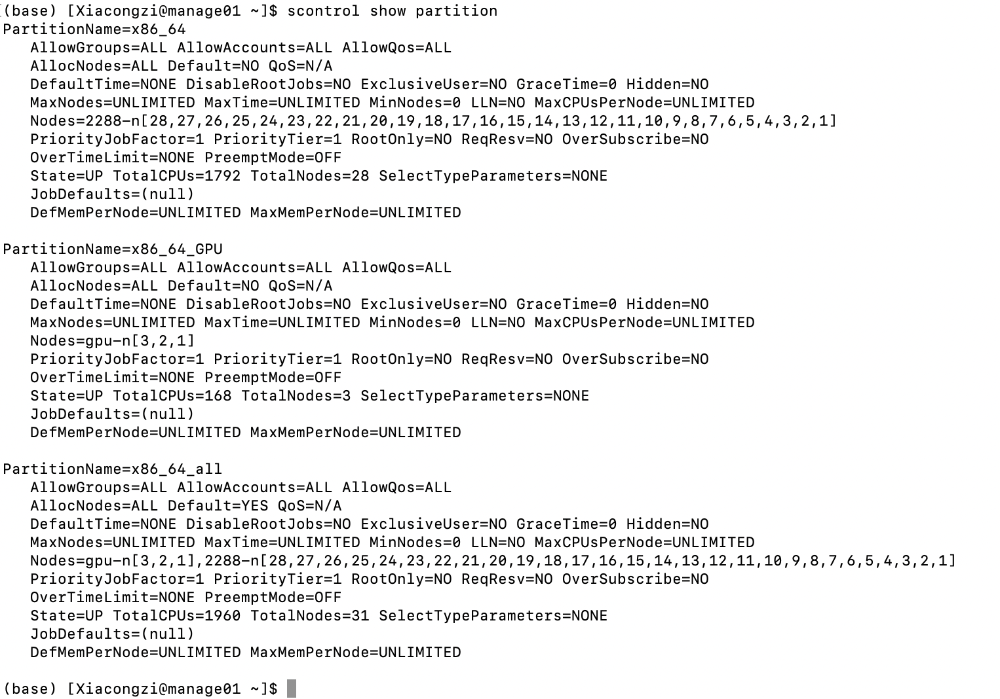 (base) [Xiacongzi@manage01 ~]$ scontrol show partition
PartitionName=x86_64
   AllowGroups=ALL AllowAccounts=ALL AllowQos=ALL
   AllocNodes=ALL Default=NO QoS=N/A
   DefaultTime=NONE DisableRootJobs=NO ExclusiveUser=NO GraceTime=0 Hidden=NO
   MaxNodes=UNLIMITED MaxTime=UNLIMITED MinNodes=0 LLN=NO MaxCPUsPerNode=UNLIMITED
   Nodes=2288-n[28,27,26,25,24,23,22,21,20,19,18,17,16,15,14,13,12,11,10,9,8,7,6,5,4,3,2,1]
   PriorityJobFactor=1 PriorityTier=1 RootOnly=NO ReqResv=NO OverSubscribe=NO
   OverTimeLimit=NONE PreemptMode=OFF
   State=UP TotalCPUs=1792 TotalNodes=28 SelectTypeParameters=NONE
   JobDefaults=(null)
   DefMemPerNode=UNLIMITED MaxMemPerNode=UNLIMITED

PartitionName=x86_64_GPU
   AllowGroups=ALL AllowAccounts=ALL AllowQos=ALL
   AllocNodes=ALL Default=NO QoS=N/A
   DefaultTime=NONE DisableRootJobs=NO ExclusiveUser=NO GraceTime=0 Hidden=NO
   MaxNodes=UNLIMITED MaxTime=UNLIMITED MinNodes=0 LLN=NO MaxCPUsPerNode=UNLIMITED
   Nodes=gpu-n[3,2,1]
   PriorityJobFactor=1 PriorityTier=1 RootOnly=NO ReqResv=NO OverSubscribe=NO
   OverTimeLimit=NONE PreemptMode=OFF
   State=UP TotalCPUs=168 TotalNodes=3 SelectTypeParameters=NONE
   JobDefaults=(null)
   DefMemPerNode=UNLIMITED MaxMemPerNode=UNLIMITED

PartitionName=x86_64_all
   AllowGroups=ALL AllowAccounts=ALL AllowQos=ALL
   AllocNodes=ALL Default=YES QoS=N/A
   DefaultTime=NONE DisableRootJobs=NO ExclusiveUser=NO GraceTime=0 Hidden=NO
   MaxNodes=UNLIMITED MaxTime=UNLIMITED MinNodes=0 LLN=NO MaxCPUsPerNode=UNLIMITED
   Nodes=gpu-n[3,2,1],2288-n[28,27,26,25,24,23,22,21,20,19,18,17,16,15,14,13,12,11,10,9,8,7,6,5,4,3,2,1]
   PriorityJobFactor=1 PriorityTier=1 RootOnly=NO ReqResv=NO OverSubscribe=NO
   OverTimeLimit=NONE PreemptMode=OFF
   State=UP TotalCPUs=1960 TotalNodes=31 SelectTypeParameters=NONE
   JobDefaults=(null)
   DefMemPerNode=UNLIMITED MaxMemPerNode=UNLIMITED

(base) [Xiacongzi@manage01 ~]$